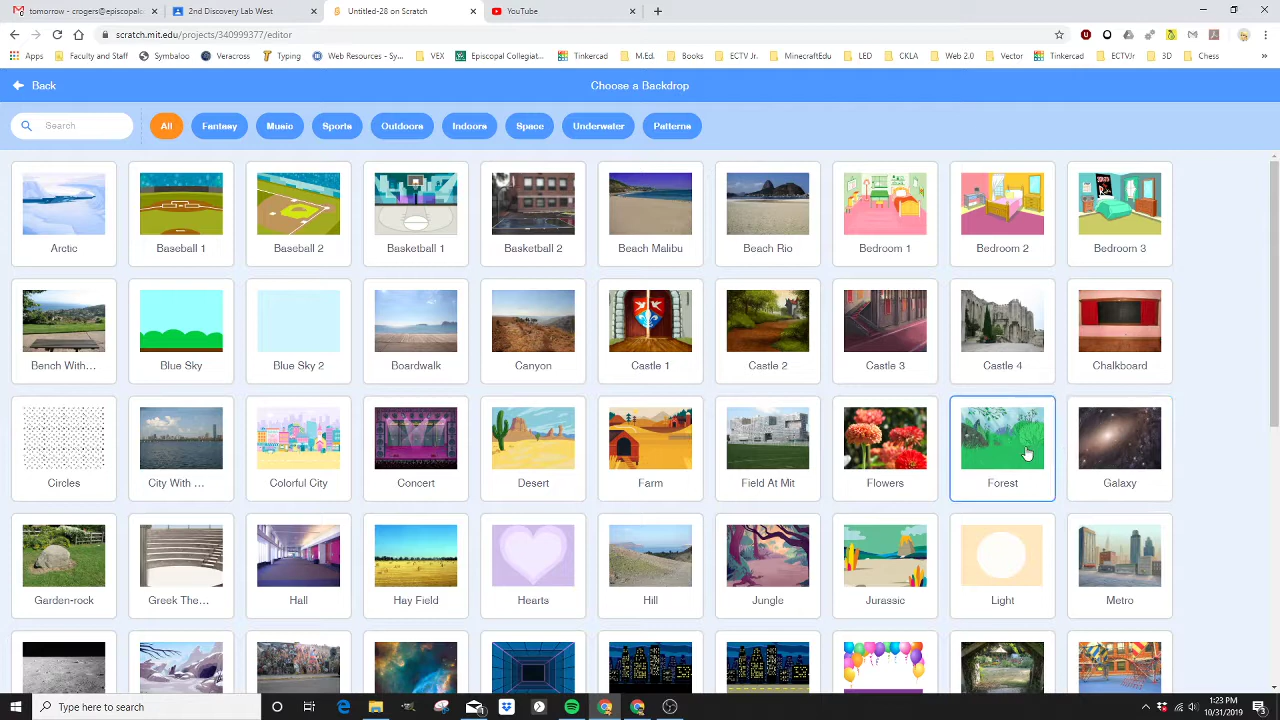 tomorrow - crogers@episcopal
2nd Discovery Lab West
Untitled-28 on Scratch
YouTube
scratch.mit.edu/projects/340999377/editor
Apps Faculty and Staff Symbaloo Veracross Typing Web Resources - Sy... VEX Episcopal Collegiat... Tinkercad M.Ed. Books ECTV Jr. MinecraftEdu LED CKLA Web 2.0 Vector Tinkercad ECTVJr. 3D Chess
Back
Choose a Backdrop
Search All Fantasy Music Sports Outdoors Indoors Space Underwater Patterns
Arctic Baseball 1 Baseball 2 Basketball 1 Basketball 2 Beach Malibu Beach Rio Bedroom 1 Bedroom 2 Bedroom 3
Bench With... Blue Sky Blue Sky 2 Boardwalk Canyon Castle 1 Castle 2 Castle 3 Castle 4 Chalkboard
Circles City With ... Colorful City Concert Desert Farm Field At Mit Flowers Forest Galaxy
Garden-rock Greek The... Hall Hay Field Hearts Hill Jungle Jurassic Light Metro
Type here to search
1:23 PM
10/31/2019